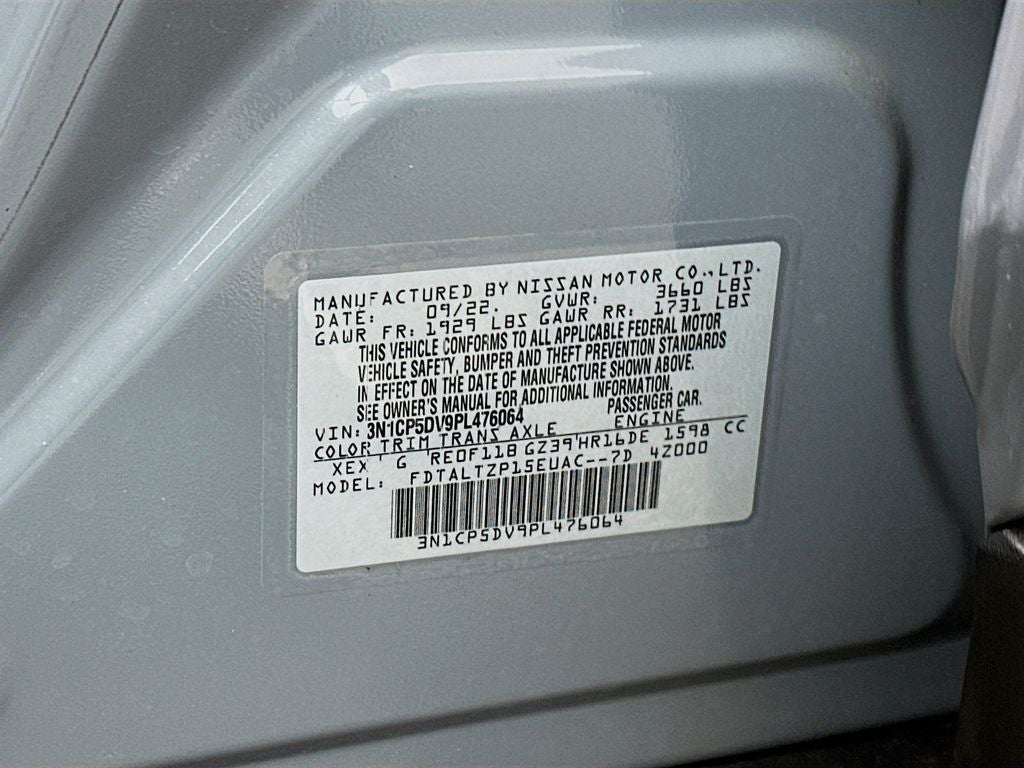 MANUFACTURED BY NISSAN MOTOR CO.,LTD.
DATE: 09/22. GVWR: 3660 LBS
GAWR FR: 1929 LBS GAWR RR: 1731 LBS
THIS VEHICLE CONFORMS TO ALL APPLICABLE FEDERAL MOTOR
VEHICLE SAFETY, BUMPER AND THEFT PREVENTION STANDARDS
IN EFFECT ON THE DATE OF MANUFACTURE SHOWN ABOVE.
SEE OWNER'S MANUAL FOR ADDITIONAL INFORMATION.
VIN: 3N1CP5DV9PL476064 PASSENGER CAR.
COLOR TRIM TRANS AXLE ENGINE
XEX G RE0F11B GZ39 HR16DE 1598 CC
MODEL: FDTALTZP15EUAC--7D 4Z000
3N1CP5DV9PL476064